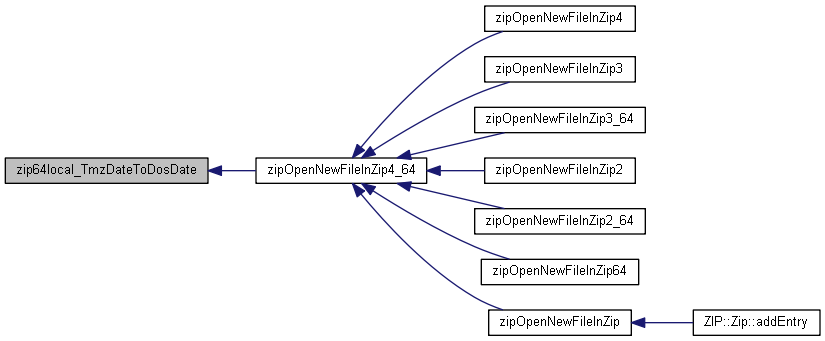 zipOpenNewFileInZip4
zipOpenNewFileInZip3
zipOpenNewFileInZip3_64
zip64local_TmzDateToDosDate
zipOpenNewFileInZip4_64
zipOpenNewFileInZip2
zipOpenNewFileInZip2_64
zipOpenNewFileInZip64
zipOpenNewFileInZip
ZIP::Zip::addEntry